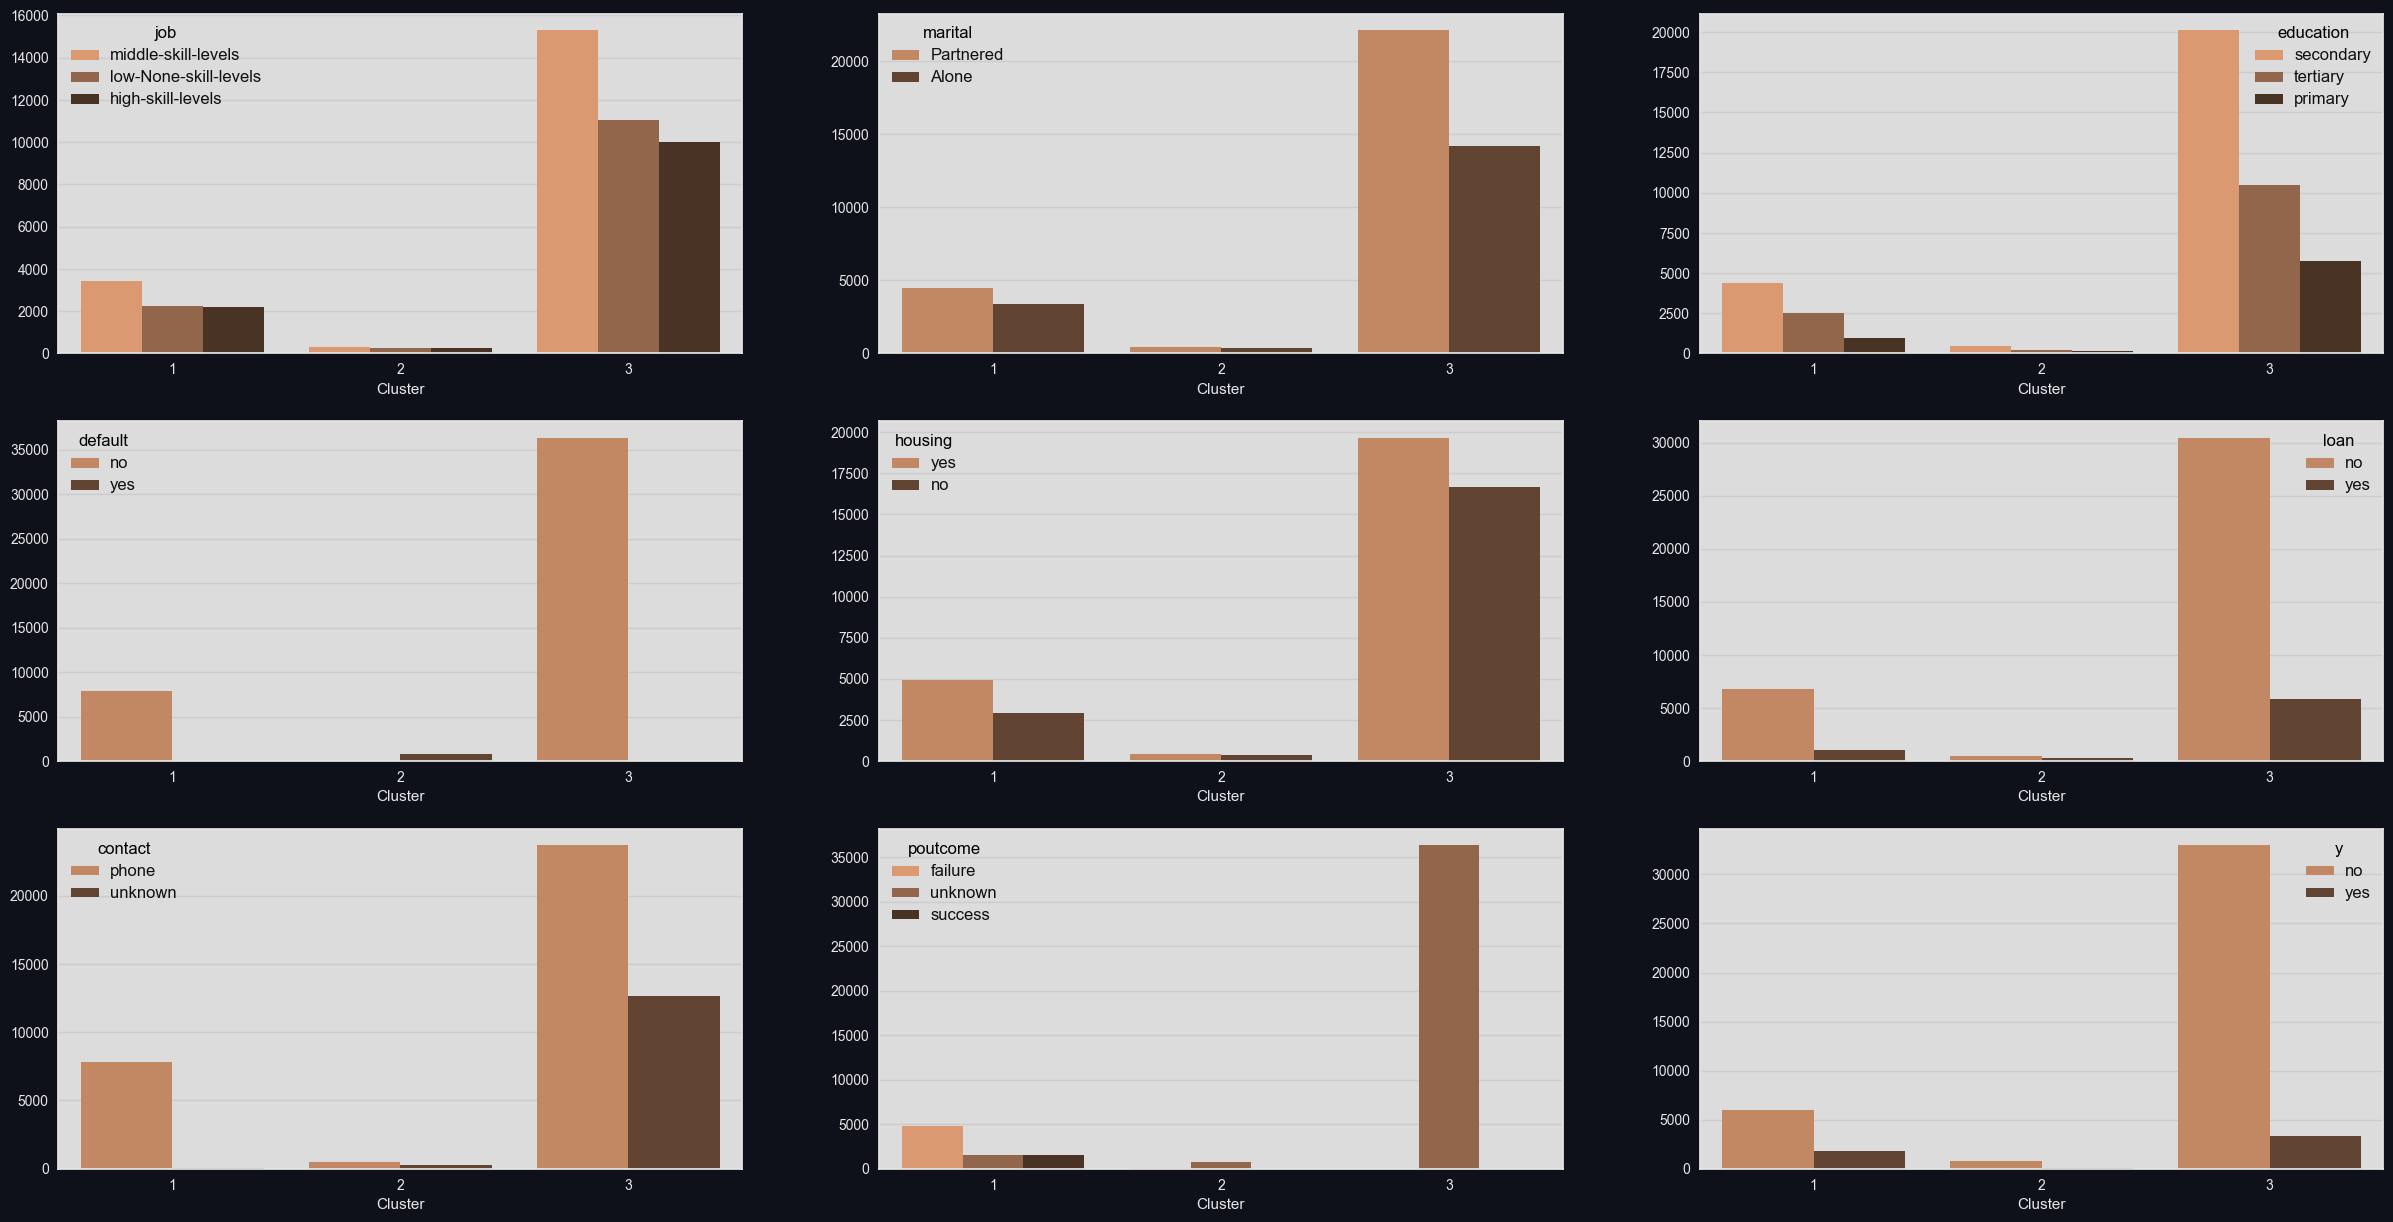 job
middle-skill-levels
low-None-skill-levels
high-skill-levels
16000
14000
12000
10000
8000
6000
4000
2000
0
1 2 3
Cluster
marital
Partnered
Alone
20000
15000
10000
5000
0
1 2 3
Cluster
education
secondary
tertiary
primary
20000
17500
15000
12500
10000
7500
5000
2500
0
1 2 3
Cluster
default
no
yes
35000
30000
25000
20000
15000
10000
5000
0
1 2 3
Cluster
housing
yes
no
20000
17500
15000
12500
10000
7500
5000
2500
0
1 2 3
Cluster
loan
no
yes
30000
25000
20000
15000
10000
5000
0
1 2 3
Cluster
contact
phone
unknown
20000
15000
10000
5000
0
1 2 3
Cluster
poutcome
failure
unknown
success
35000
30000
25000
20000
15000
10000
5000
0
1 2 3
Cluster
y
no
yes
30000
25000
20000
15000
10000
5000
0
1 2 3
Cluster